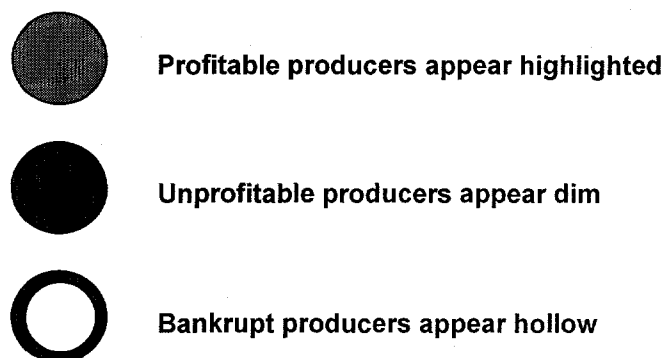 Profitable producers appear highlighted
Unprofitable producers appear dim
Bankrupt producers appear hollow